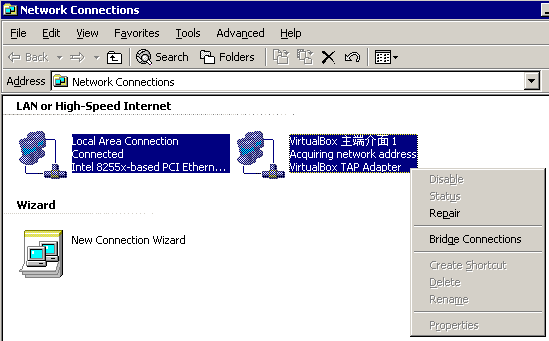 Network Connections
File Edit View Favorites Tools Advanced Help
Back Search Folders
Address Network Connections
LAN or High-Speed Internet
Local Area Connection
Connected
Intel 8255x-based PCI Ethern...
VirtualBox 主端介面 1
Acquiring network address
VirtualBox TAP Adapter
Disable
Status
Repair
Bridge Connections
Create Shortcut
Delete
Rename
Properties
Wizard
New Connection Wizard